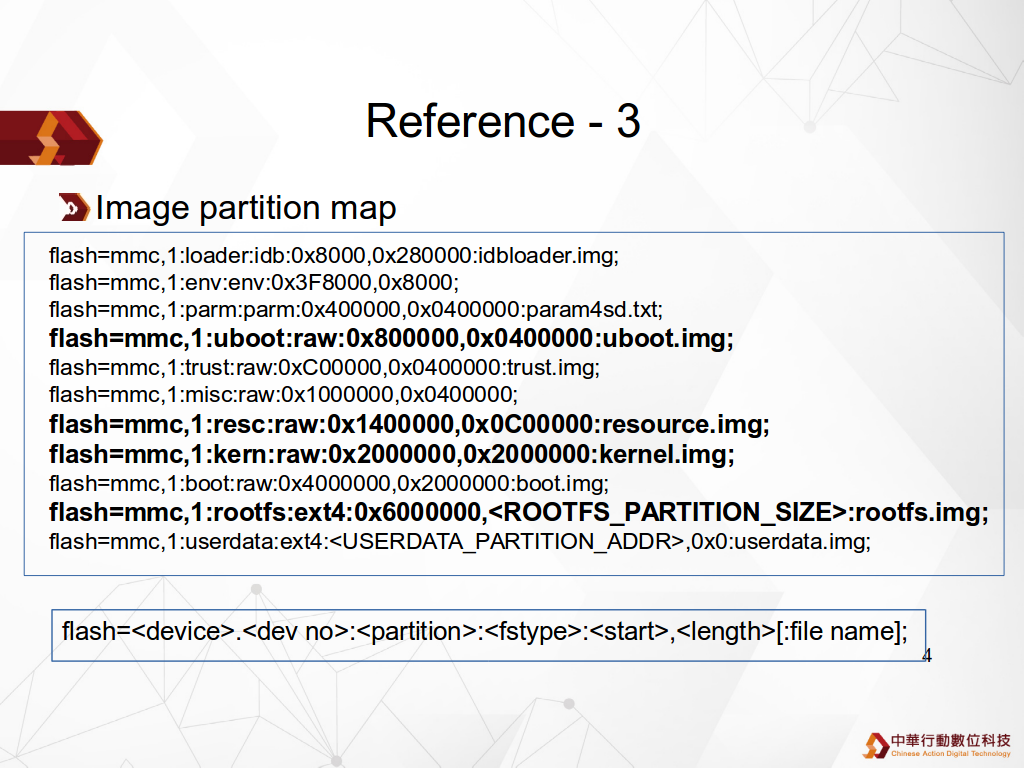 Reference - 3
Image partition map
flash=mmc,1:loader:idb:0x8000,0x280000:idbloader.img;
flash=mmc,1:env:env:0x3F8000,0x8000;
flash=mmc,1:parm:parm:0x400000,0x0400000:param4sd.txt;
flash=mmc,1:uboot:raw:0x800000,0x0400000:uboot.img;
flash=mmc,1:trust:raw:0xC00000,0x0400000:trust.img;
flash=mmc,1:misc:raw:0x1000000,0x0400000;
flash=mmc,1:resc:raw:0x1400000,0x0C00000:resource.img;
flash=mmc,1:kern:raw:0x2000000,0x2000000:kernel.img;
flash=mmc,1:boot:raw:0x4000000,0x2000000:boot.img;
flash=mmc,1:rootfs:ext4:0x6000000,<ROOTFS_PARTITION_SIZE>:rootfs.img;
flash=mmc,1:userdata:ext4:<USERDATA_PARTITION_ADDR>,0x0:userdata.img;
flash=<device>.<dev no>:<partition>:<fstype>:<start>,<length>[:file name];
4
中華行動數位科技
Chinese Action Digital Technology